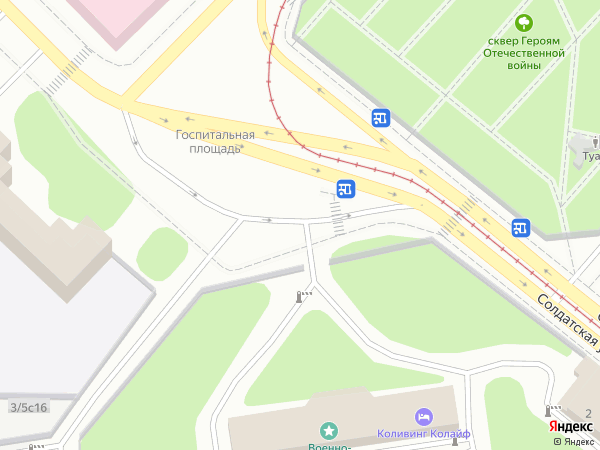 сквер Героям
Отечественной
войны
Госпитальная
площадь
Туа
Солдатская у
3/5с16
2
Яндекс
© Яндекс
Коливинг Колайф
Военно-